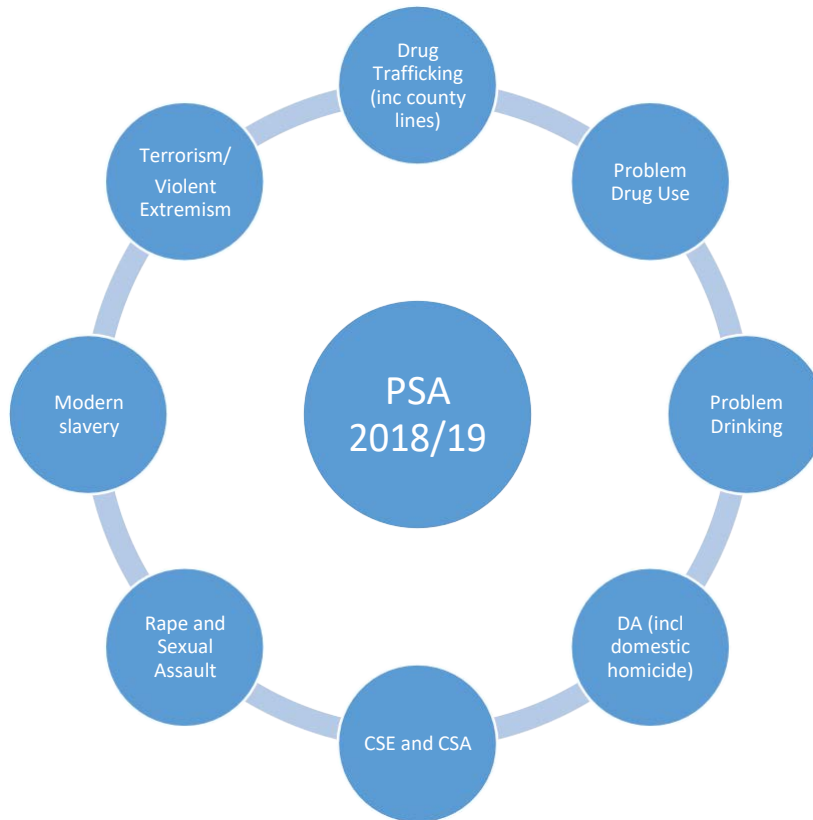 Drug
Trafficking
(inc county
lines)
Problem
Drug Use
Problem
Drinking
DA (incl
domestic
homicide)
CSE and CSA
Rape and
Sexual
Assault
Modern
slavery
Terrorism/
Violent
Extremism
PSA
2018/19